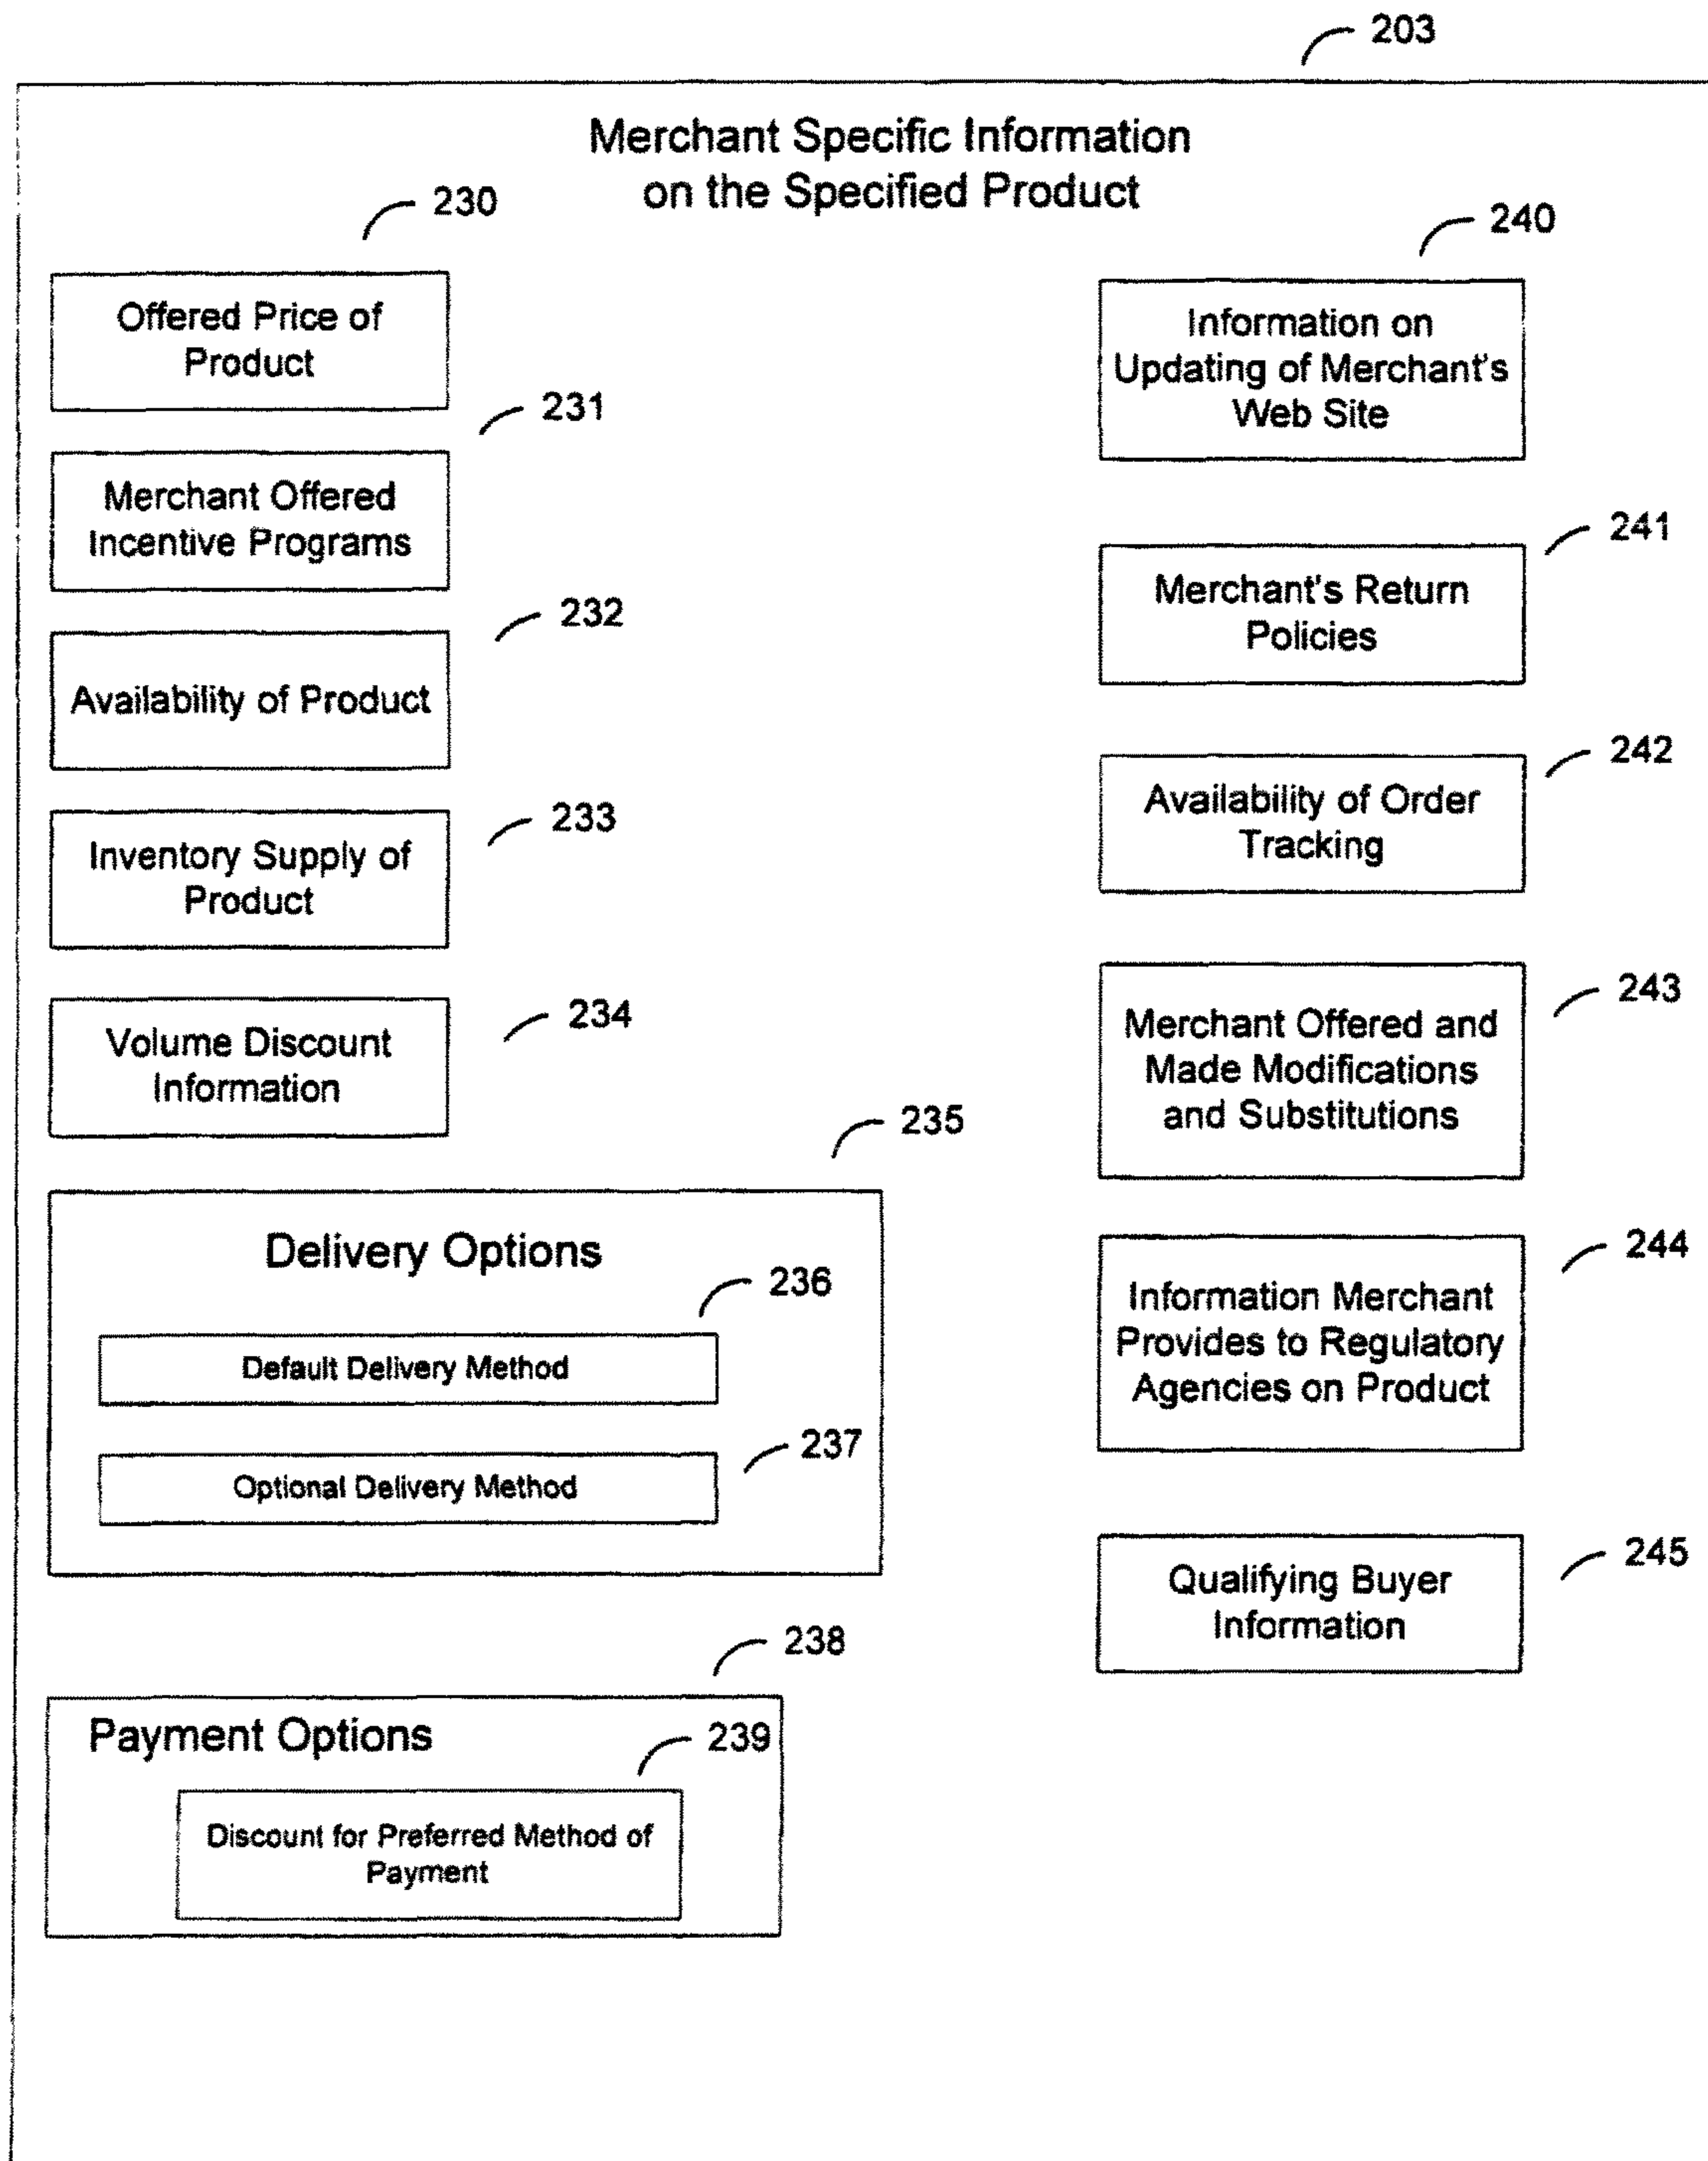 203
Merchant Specific Information
on the Specified Product
230
Offered Price of
Product
231
Merchant Offered
Incentive Programs
232
Availability of Product
233
Inventory Supply of
Product
234
Volume Discount
Information
235
Delivery Options
236
Default Delivery Method
237
Optional Delivery Method
238
Payment Options
239
Discount for Preferred Method of
Payment
240
Information on
Updating of Merchant's
Web Site
241
Merchant's Return
Policies
242
Availability of Order
Tracking
243
Merchant Offered and
Made Modifications
and Substitutions
244
Information Merchant
Provides to Regulatory
Agencies on Product
245
Qualifying Buyer
Information